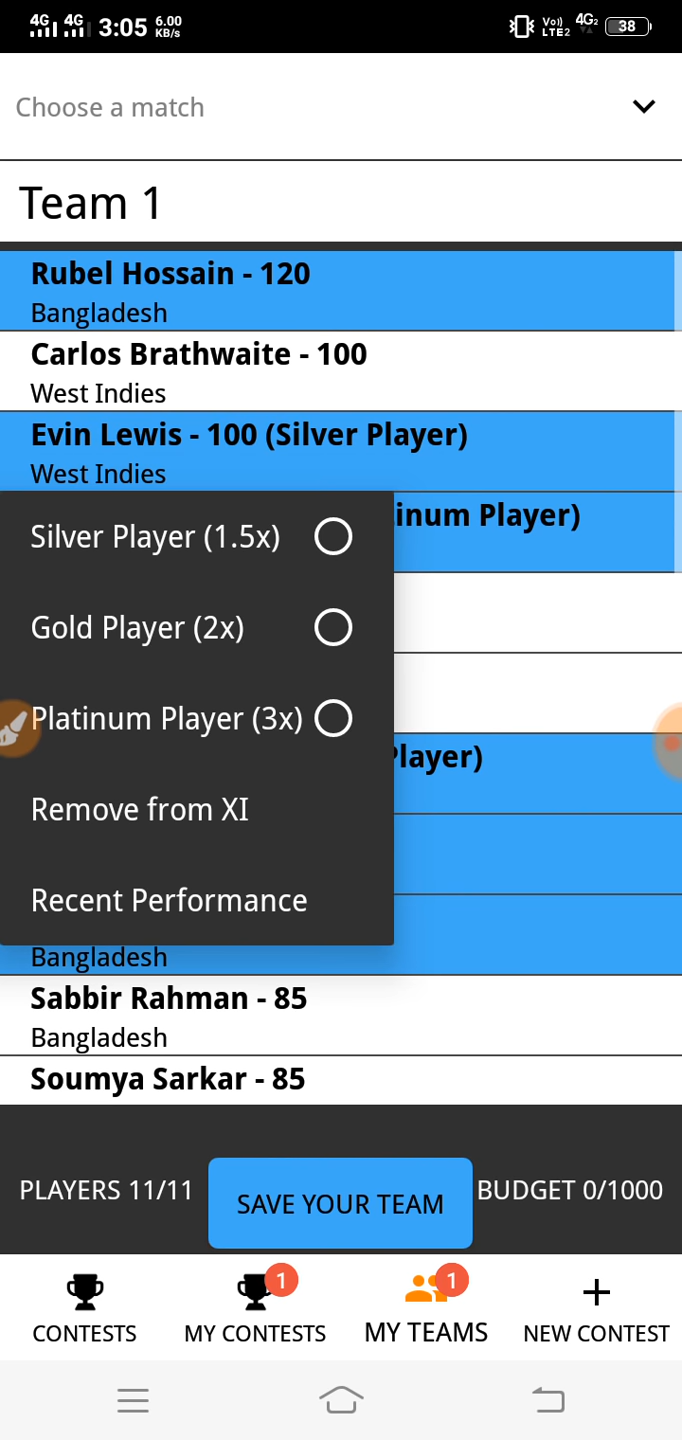 4G 4G 3:05 6.00 KB/s Vo)) LTE2 4G2 38
Choose a match
Team 1
Rubel Hossain - 120
Bangladesh
Carlos Brathwaite - 100
West Indies
Evin Lewis - 100 (Silver Player)
West Indies
inum Player)
Silver Player (1.5x)
Gold Player (2x)
Platinum Player (3x)
Player)
Remove from XI
Recent Performance
Bangladesh
Sabbir Rahman - 85
Bangladesh
Soumya Sarkar - 85
PLAYERS 11/11
SAVE YOUR TEAM
BUDGET 0/1000
1
1
CONTESTS
MY CONTESTS
MY TEAMS
NEW CONTEST